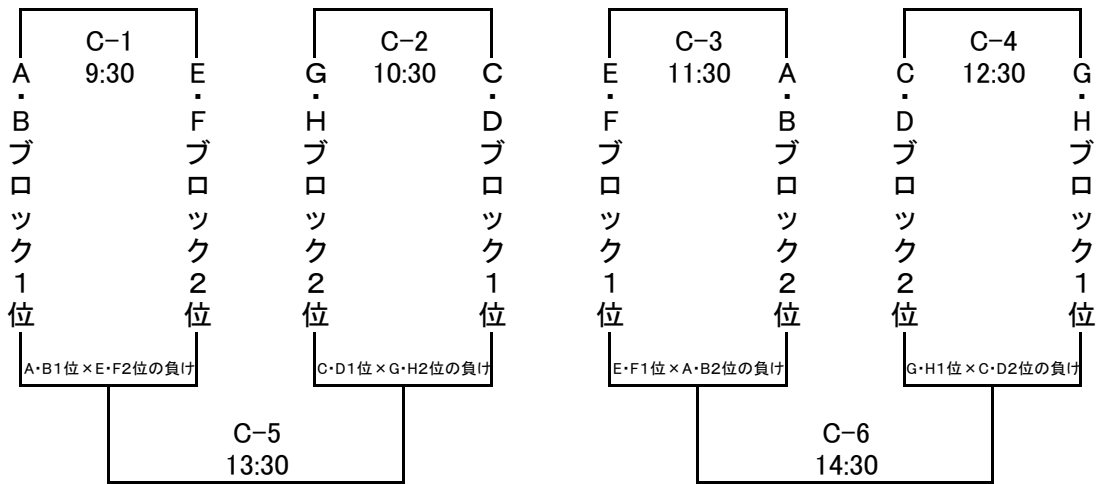 C-1
9:30
A・Bブロック1位
E・Fブロック2位
A・B1位×E・F2位の負け
C-2
10:30
G・Hブロック2位
C・Dブロック1位
C・D1位×G・H2位の負け
C-5
13:30
C-3
11:30
E・Fブロック1位
A・Bブロック2位
E・F1位×A・B2位の負け
C-4
12:30
C・Dブロック2位
G・Hブロック1位
G・H1位×C・D2位の負け
C-6
14:30